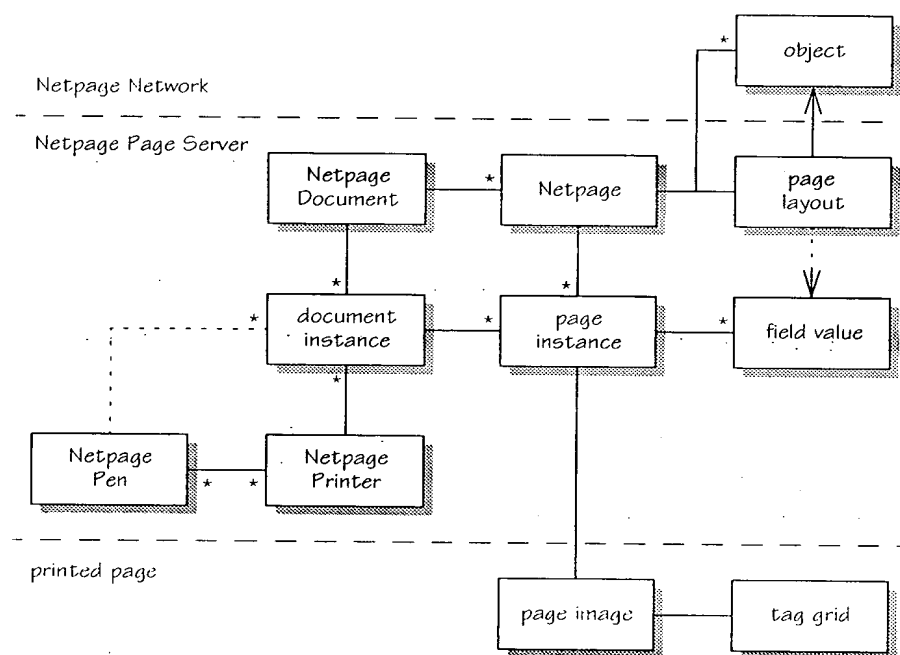 *
object
Netpage Network
Netpage Page Server
Netpage
Document
*
Netpage
page
layout
*
*
*
document
instance
*
page
instance
*
field value
*
Netpage
Pen
*
*
Netpage
Printer
printed page
page image
tag grid